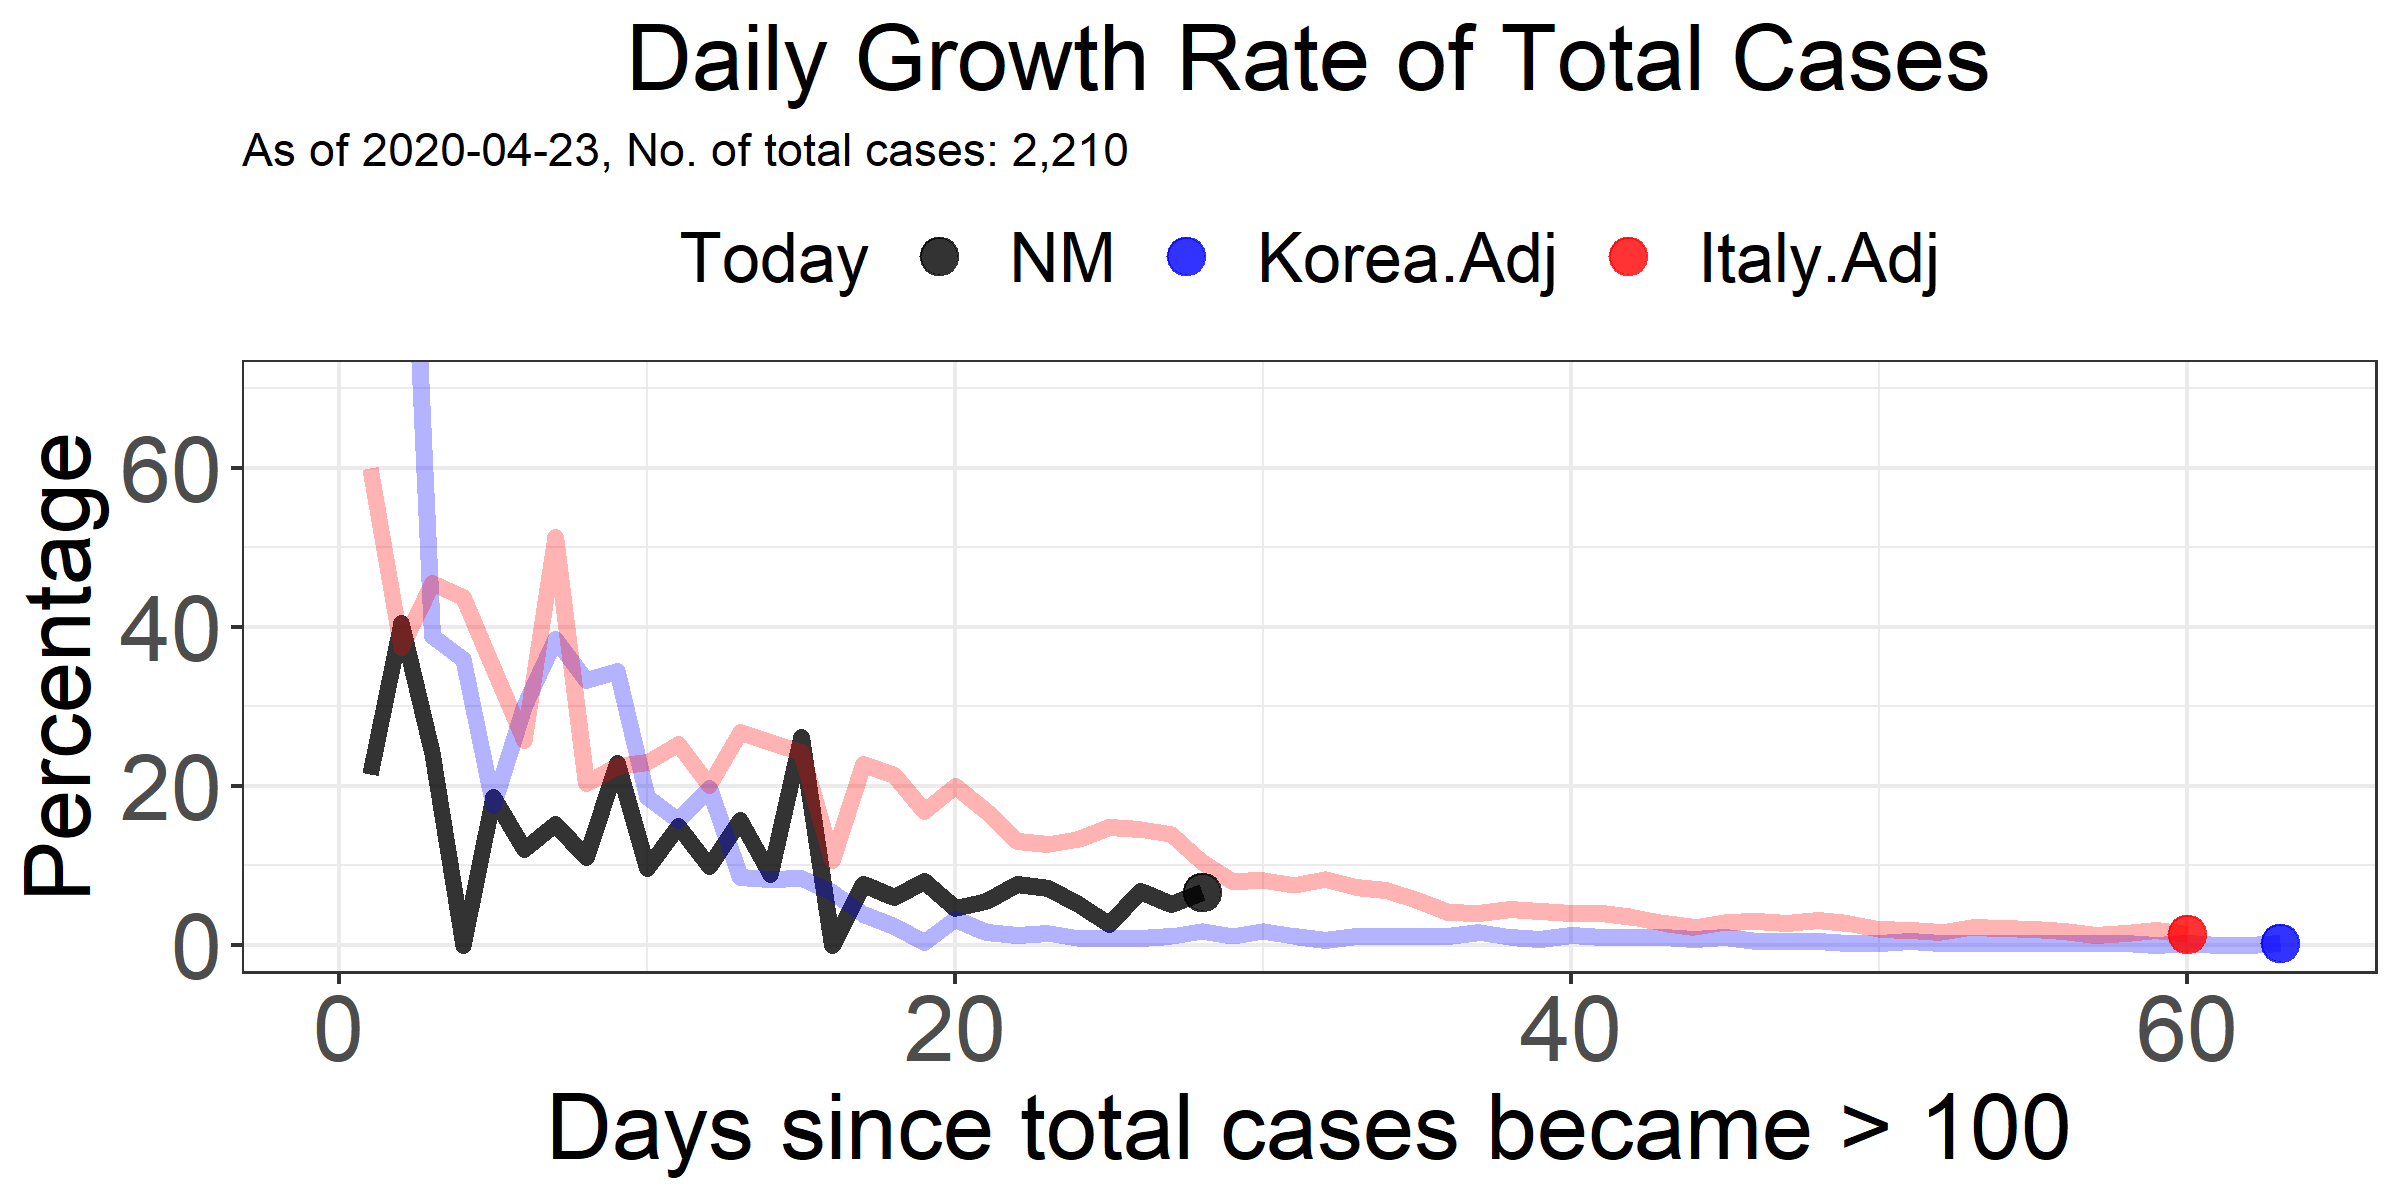 Daily Growth Rate of Total Cases
As of 2020-04-23, No. of total cases: 2,210
Today NM Korea.Adj Italy.Adj
Percentage
60
40
20
0
0 20 40 60
Days since total cases became > 100